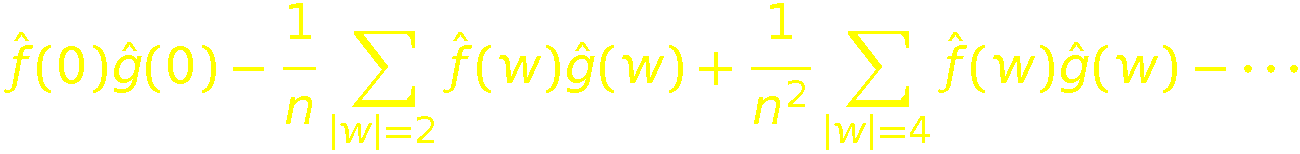 f̂(0)ĝ(0) − 1/n ∑_{|w|=2} f̂(w)ĝ(w) + 1/n² ∑_{|w|=4} f̂(w)ĝ(w) − ⋯